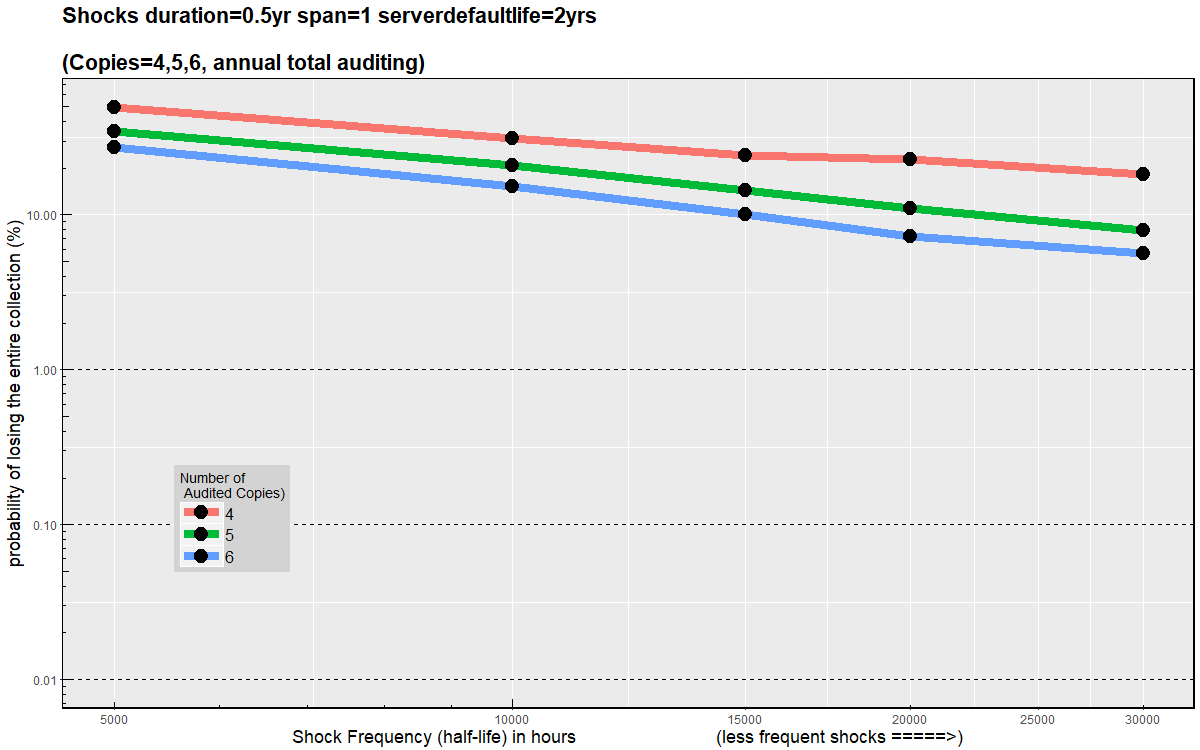 Shocks duration=0.5yr span=1 serverdefaultlife=2yrs
(Copies=4,5,6, annual total auditing)
probability of losing the entire collection (%)
10.00
1.00
0.10
0.01
Number of
Audited Copies)
4
5
6
5000 10000 15000 20000 25000 30000
Shock Frequency (half-life) in hours (less frequent shocks =====>)